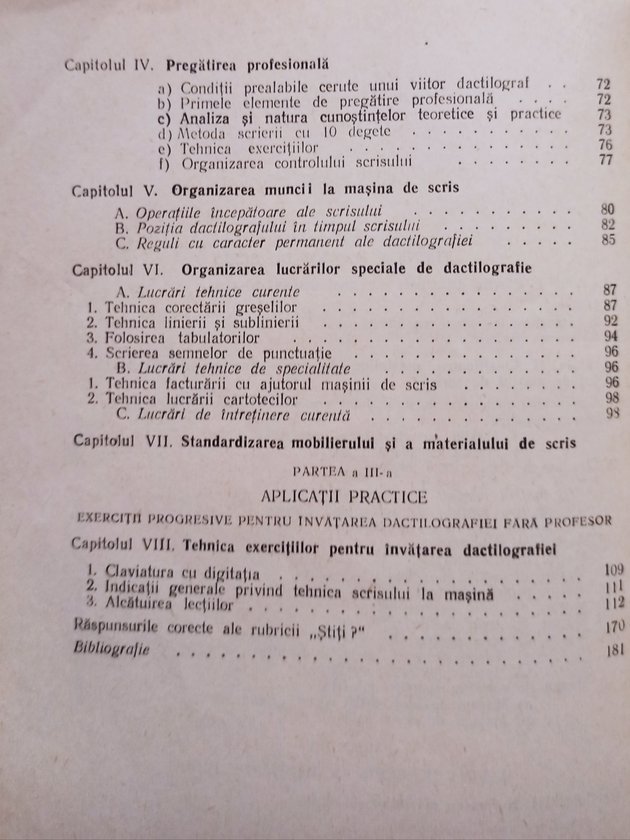 Capitolul IV. Pregătirea profesională
a) Condiții prealabile cerute unui viitor dactilograf . . 72
b) Primele elemente de pregătire profesională . . . . 72
c) Analiza și natura cunoștințelor teoretice și practice 73
d) Metoda scrierii cu 10 degete . . . . . . . . . 73
e) Tehnica exercițiilor . . . . . . . . . . . 76
f) Organizarea controlului scrisului . . . . . . . . 77
Capitolul V. Organizarea muncii la mașina de scris
A. Operațiile începătoare ale scrisului . . . . . . . . . . 80
B. Poziția dactilografului în timpul scrisului . . . . . . . . 82
C. Reguli cu caracter permanent ale dactilografiei . . . . . 85
Capitolul VI. Organizarea lucrărilor speciale de dactilografie
A. Lucrări tehnice curente . . . . . . . . . . . . . . . 87
1. Tehnica corectării greșelilor . . . . . . . . . . . . . . . . 87
2. Tehnica linierii și sublinierii . . . . . . . . . . . . . . . . 92
3. Folosirea tabulatorilor . . . . . . . . . . . . . . . . . . 94
4. Scrierea semnelor de punctuație . . . . . . . . . . . . . . 96
B. Lucrări tehnice de specialitate . . . . . . . . . . . . 96
1. Tehnica facturării cu ajutorul mașinii de scris . . . . . . . . 96
2. Tehnica lucrării cartotecilor . . . . . . . . . . . . . . . . 98
C. Lucrări de întreținere curentă . . . . . . . . . . . . . 98
Capitolul VII. Standardizarea mobilierului și a materialului de scris
PARTEA a III-a
APLICAȚII PRACTICE
EXERCIȚII PROGRESIVE PENTRU ÎNVĂȚAREA DACTILOGRAFIEI FĂRĂ PROFESOR
Capitolul VIII. Tehnica exercițiilor pentru învățarea dactilografiei
1. Claviatura cu digitația . . . . . . . . . . . . . . . . . . 109
2. Indicații generale privind tehnica scrisului la mașină . . . . . 111
3. Alcătuirea lecțiilor . . . . . . . . . . . . . . . . . . . . 112
Răspunsurile corecte ale rubricii „Știți ?" . . . . . . . . . . . . 170
Bibliografie . . . . . . . . . . . . . . . . . . . . . . . . . 181